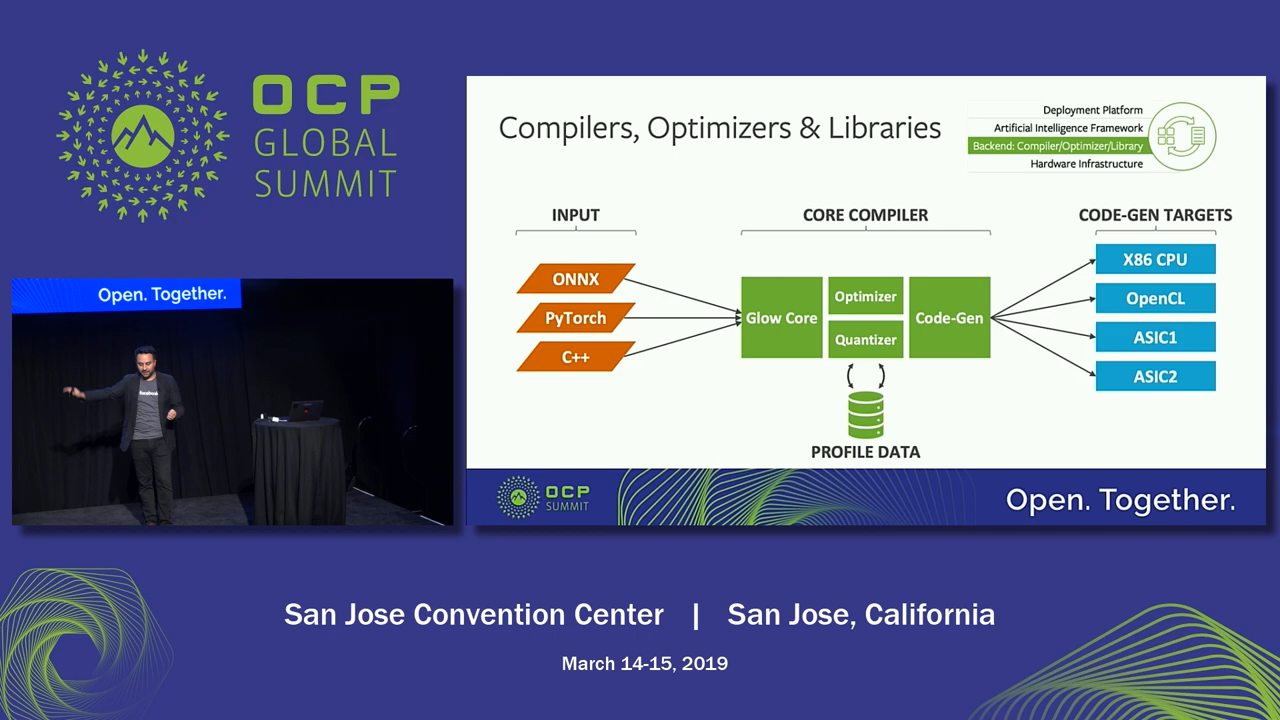 OCP
GLOBAL
SUMMIT
Open. Together.
facebook
Compilers, Optimizers & Libraries
Deployment Platform
Artificial Intelligence Framework
Backend: Compiler/Optimizer/Library
Hardware Infrastructure
INPUT
CORE COMPILER
CODE-GEN TARGETS
ONNX
PyTorch
C++
Glow Core
Optimizer
Quantizer
Code-Gen
X86 CPU
OpenCL
ASIC1
ASIC2
PROFILE DATA
OCP
SUMMIT
Open. Together.
San Jose Convention Center | San Jose, California
March 14-15, 2019